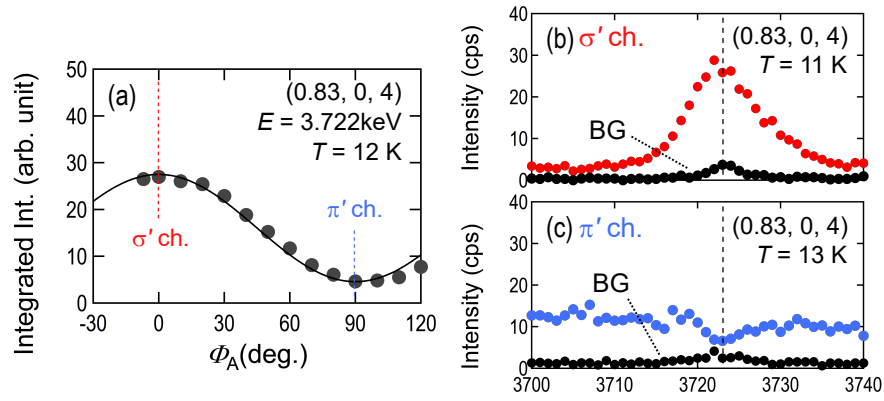 (a)
(0.83, 0, 4)
E = 3.722keV
T = 12 K
σ′ ch.
π′ ch.
Integrated Int. (arb. unit)
50
40
30
20
10
0
-30 0 30 60 90 120
Φ_A(deg.)
(b) σ′ ch.
(0.83, 0, 4)
T = 11 K
BG
Intensity (cps)
40
30
20
10
0
(c) π′ ch.
(0.83, 0, 4)
T = 13 K
BG
Intensity (cps)
40
30
20
10
0
3700 3710 3720 3730 3740